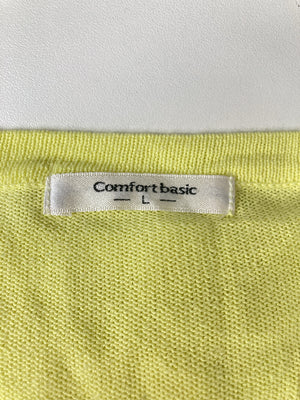 Comfort basic
— L —